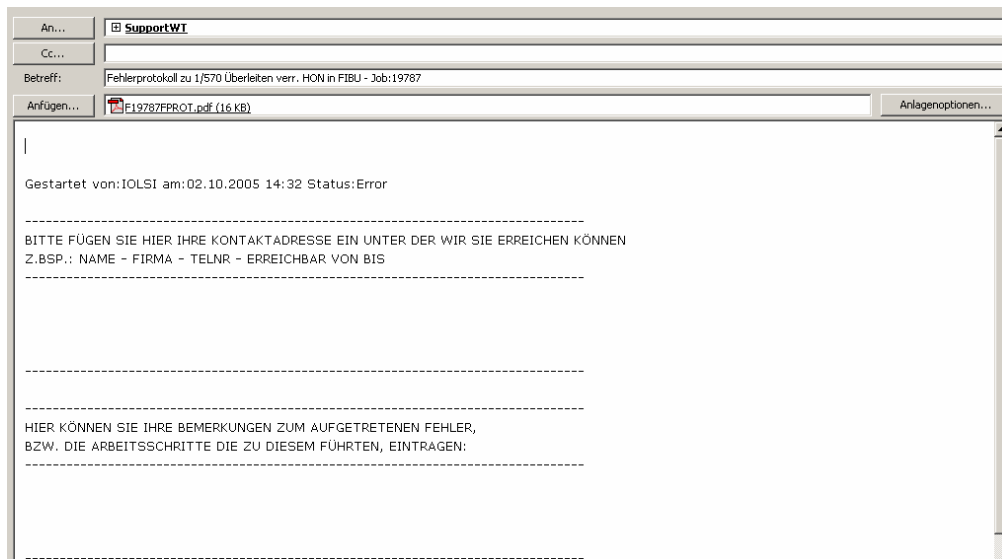 An... SupportWT
Cc...
Betreff: Fehlerprotokoll zu 1/570 Überleiten verr. HON in FIBU - Job:19787
Anfügen... F19787FPROT.pdf (16 KB) Anlagenoptionen...
Gestartet von:IOLSI am:02.10.2005 14:32 Status:Error
--------------------------------------------------------------------------------
BITTE FÜGEN SIE HIER IHRE KONTAKTADRESSE EIN UNTER DER WIR SIE ERREICHEN KÖNNEN
Z.BSP.: NAME - FIRMA - TELNR - ERREICHBAR VON BIS
--------------------------------------------------------------------------------
--------------------------------------------------------------------------------
--------------------------------------------------------------------------------
HIER KÖNNEN SIE IHRE BEMERKUNGEN ZUM AUFGETRETENEN FEHLER,
BZW. DIE ARBEITSSCHRITTE DIE ZU DIESEM FÜHRTEN, EINTRAGEN:
--------------------------------------------------------------------------------
--------------------------------------------------------------------------------